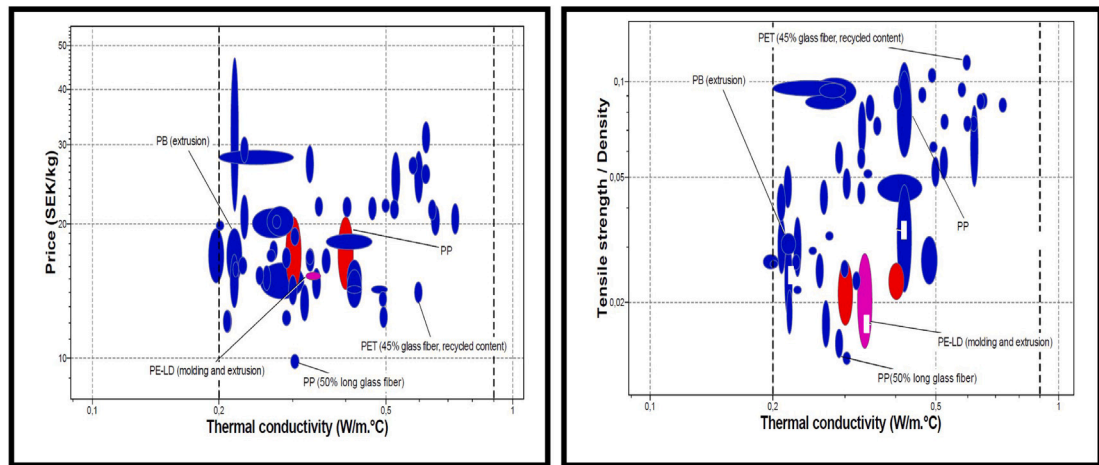 50
40
30
20
10
Price (SEK/kg)
PB (extrusion)
PP
PET (45% glass fiber, recycled content)
PE-LD (molding and extrusion)
PP (50% long glass fiber)
0,1
0,2
0,5
1
Thermal conductivity (W/m.°C)
0,1
0,05
0,02
Tensile strength / Density
PET (45% glass fiber, recycled content)
PB (extrusion)
PP
PE-LD (molding and extrusion)
PP(50% long glass fiber)
0,1
0,2
0,5
1
Thermal conductivity (W/m.°C)